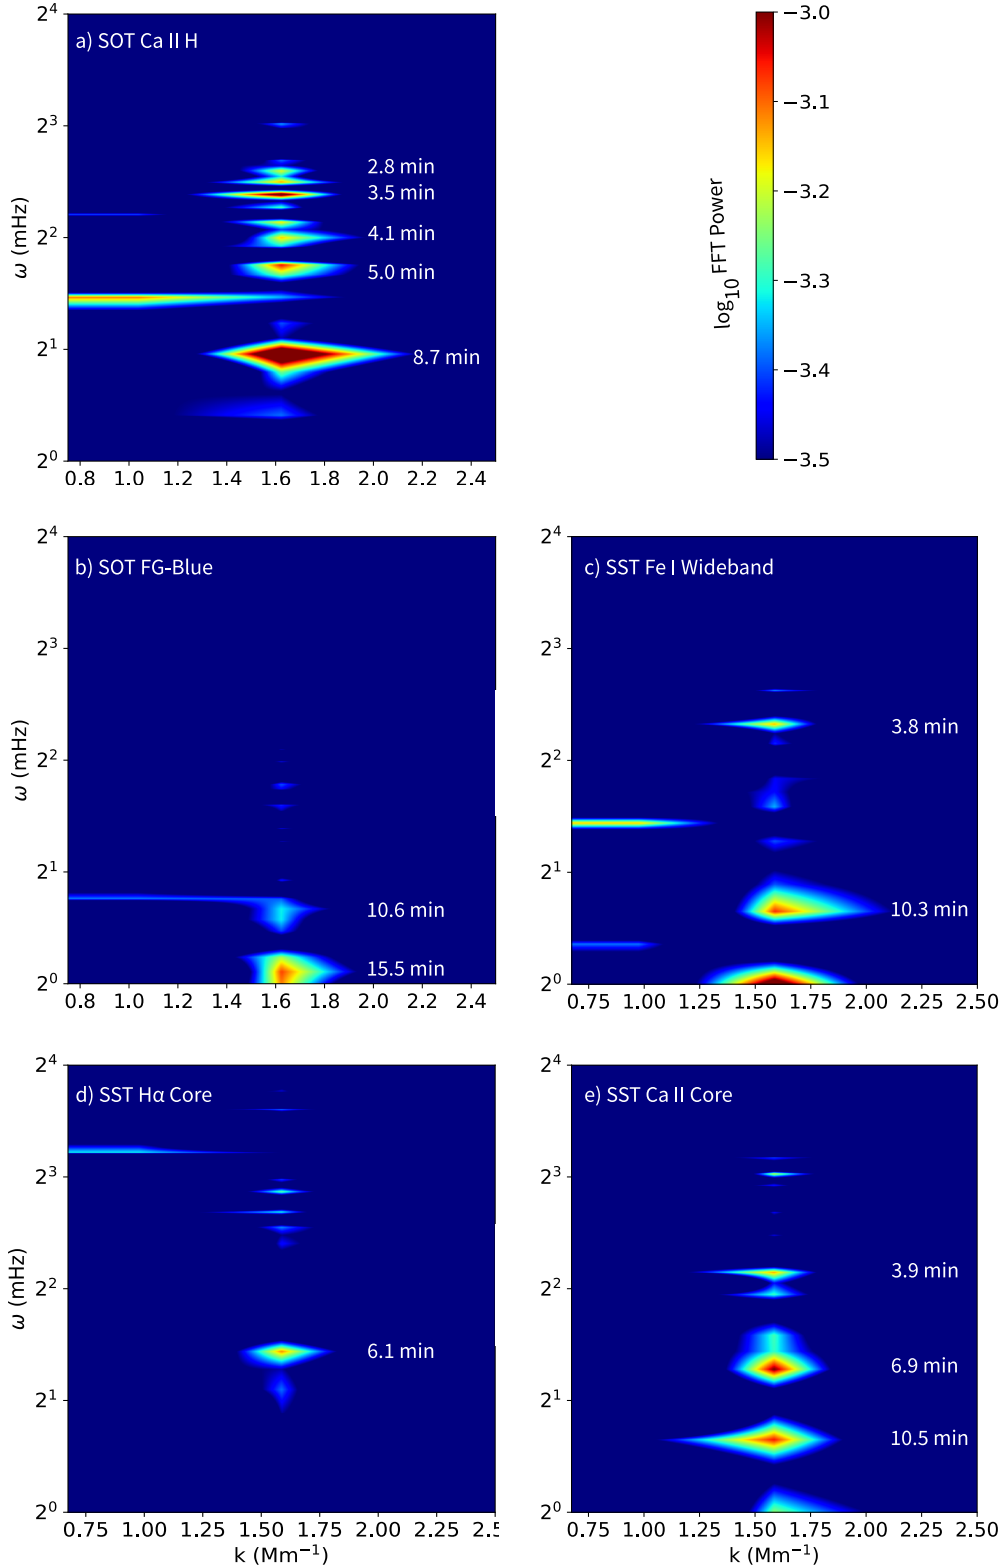 a) SOT Ca II H
2⁴
2³
2²
2¹
2⁰
ω (mHz)
2.8 min
3.5 min
4.1 min
5.0 min
8.7 min
0.8 1.0 1.2 1.4 1.6 1.8 2.0 2.2 2.4
log₁₀ FFT Power
−3.0
−3.1
−3.2
−3.3
−3.4
−3.5
b) SOT FG-Blue
2⁴
2³
2²
2¹
2⁰
ω (mHz)
10.6 min
15.5 min
0.8 1.0 1.2 1.4 1.6 1.8 2.0 2.2 2.4
c) SST Fe I Wideband
2⁴
2³
2²
2¹
2⁰
3.8 min
10.3 min
0.75 1.00 1.25 1.50 1.75 2.00 2.25 2.50
d) SST Hα Core
2⁴
2³
2²
2¹
2⁰
ω (mHz)
6.1 min
0.75 1.00 1.25 1.50 1.75 2.00 2.25 2.5
k (Mm⁻¹)
e) SST Ca II Core
2⁴
2³
2²
2¹
2⁰
3.9 min
6.9 min
10.5 min
0.75 1.00 1.25 1.50 1.75 2.00 2.25 2.50
k (Mm⁻¹)